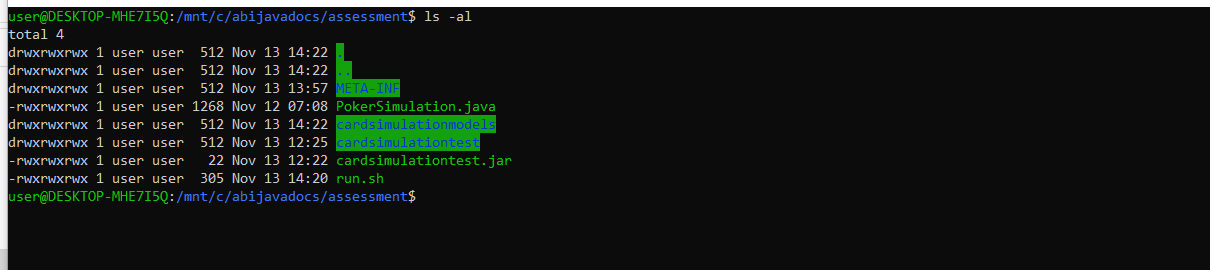 user@DESKTOP-MHE7I5Q:/mnt/c/abijavadocs/assessment$ ls -al
total 4
drwxrwxrwx 1 user user  512 Nov 13 14:22 .
drwxrwxrwx 1 user user  512 Nov 13 14:22 ..
drwxrwxrwx 1 user user  512 Nov 13 13:57 META-INF
-rwxrwxrwx 1 user user 1268 Nov 12 07:08 PokerSimulation.java
drwxrwxrwx 1 user user  512 Nov 13 14:22 cardsimulationmodels
drwxrwxrwx 1 user user  512 Nov 13 12:25 cardsimulationtest
-rwxrwxrwx 1 user user   22 Nov 13 12:22 cardsimulationtest.jar
-rwxrwxrwx 1 user user  305 Nov 13 14:20 run.sh
user@DESKTOP-MHE7I5Q:/mnt/c/abijavadocs/assessment$